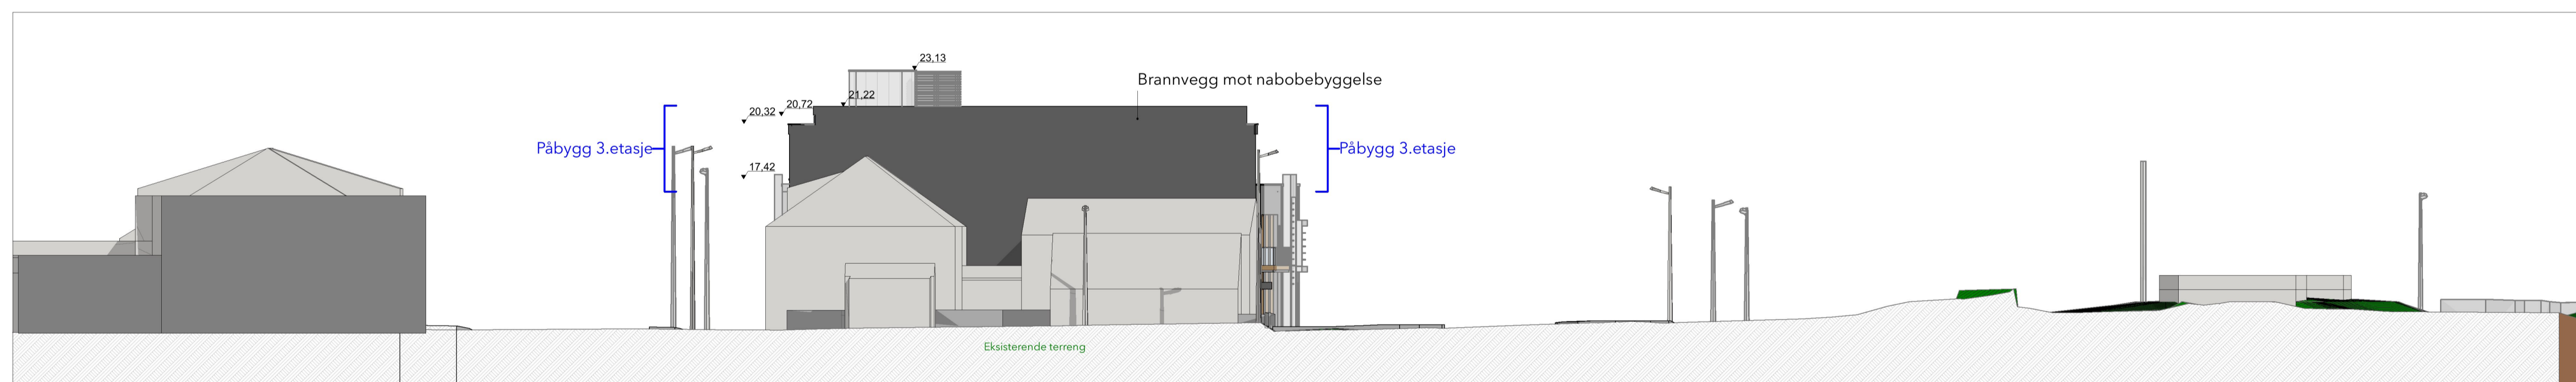 23,13
Brannvegg mot nabobebyggelse
21,22
20,72
20,32
Påbygg 3.etasje
Påbygg 3.etasje
17,42
Eksisterende terreng